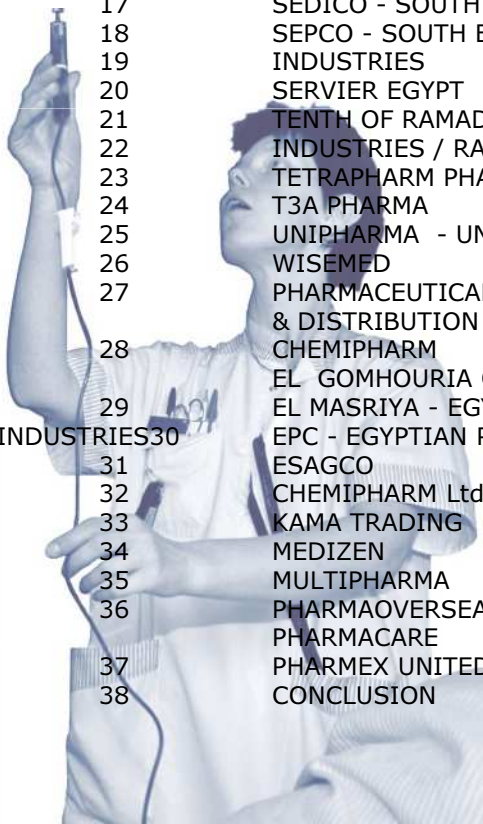 17 SEDICO - SOUTH
18 SEPCO - SOUTH
19 INDUSTRIES
20 SERVIER EGYPT
21 TENTH OF RAMAD
22 INDUSTRIES / RA
23 TETRAPHARM PHA
24 T3A PHARMA
25 UNIPHARMA - UN
26 WISEMED
27 PHARMACEUTICAL
& DISTRIBUTION
28 CHEMIPHARM
EL GOMHOURIA
29 EL MASRIYA - EGY
INDUSTRIES30 EPC - EGYPTIAN P
31 ESAGCO
32 CHEMIPHARM Ltd
33 KAMA TRADING
34 MEDIZEN
35 MULTIPHARMA
36 PHARMAOVERSEA
PHARMACARE
37 PHARMEX UNITED
38 CONCLUSION